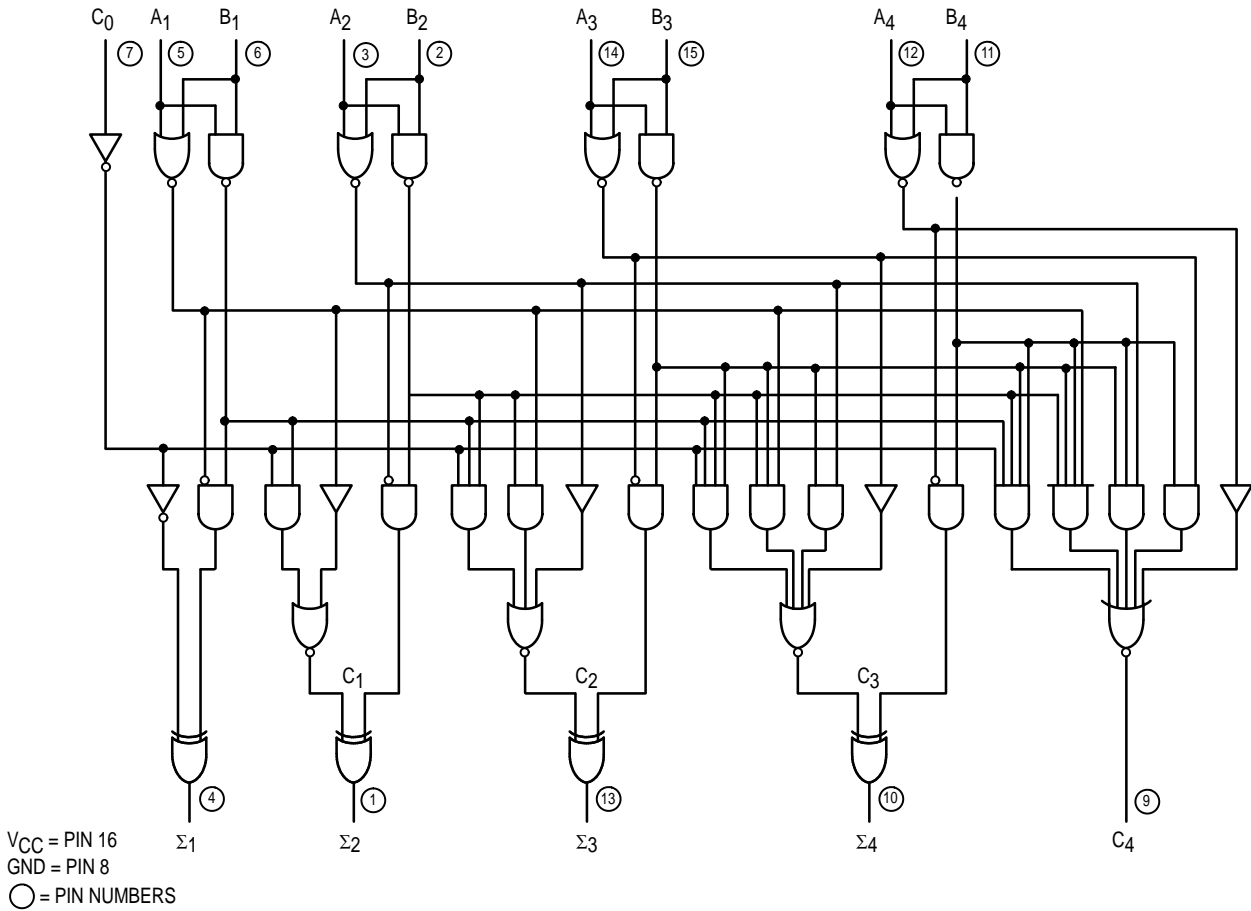 C0 A1 B1 A2 B2 A3 B3 A4 B4
7 5 6 3 2 14 15 12 11
C1 C2 C3
4 1 13 10 9
Σ1 Σ2 Σ3 Σ4 C4
VCC = PIN 16
GND = PIN 8
= PIN NUMBERS